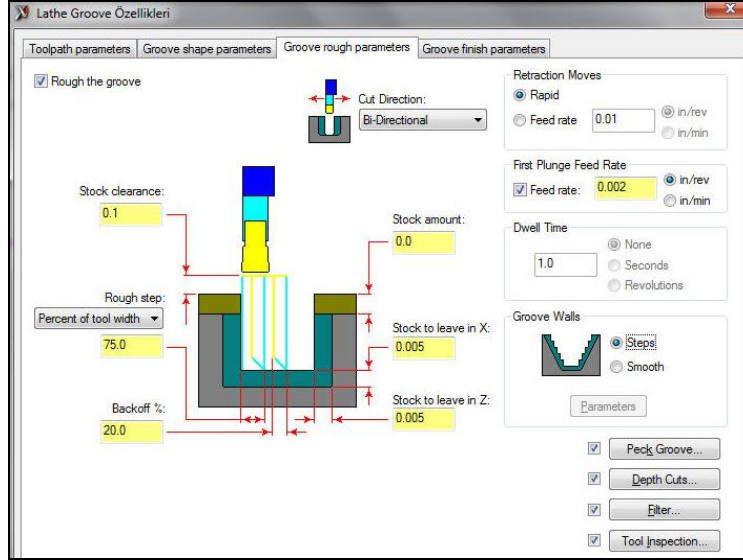 Lathe Groove Özellikleri
Toolpath parameters
Groove shape parameters
Groove rough parameters
Groove finish parameters
Rough the groove
Cut Direction:
Bi-Directional
Stock clearance:
0.1
Stock amount:
0.0
Rough step:
Percent of tool width
75.0
Stock to leave in X:
0.005
Backoff %:
20.0
Stock to leave in Z:
0.005
Retraction Moves
Rapid
Feed rate 0.01 in/rev
in/min
First Plunge Feed Rate
Feed rate: 0.002 in/rev
in/min
Dwell Time
1.0
None
Seconds
Revolutions
Groove Walls
Steps
Smooth
Parameters
Peck Groove...
Depth Cuts...
Filter...
Tool Inspection...